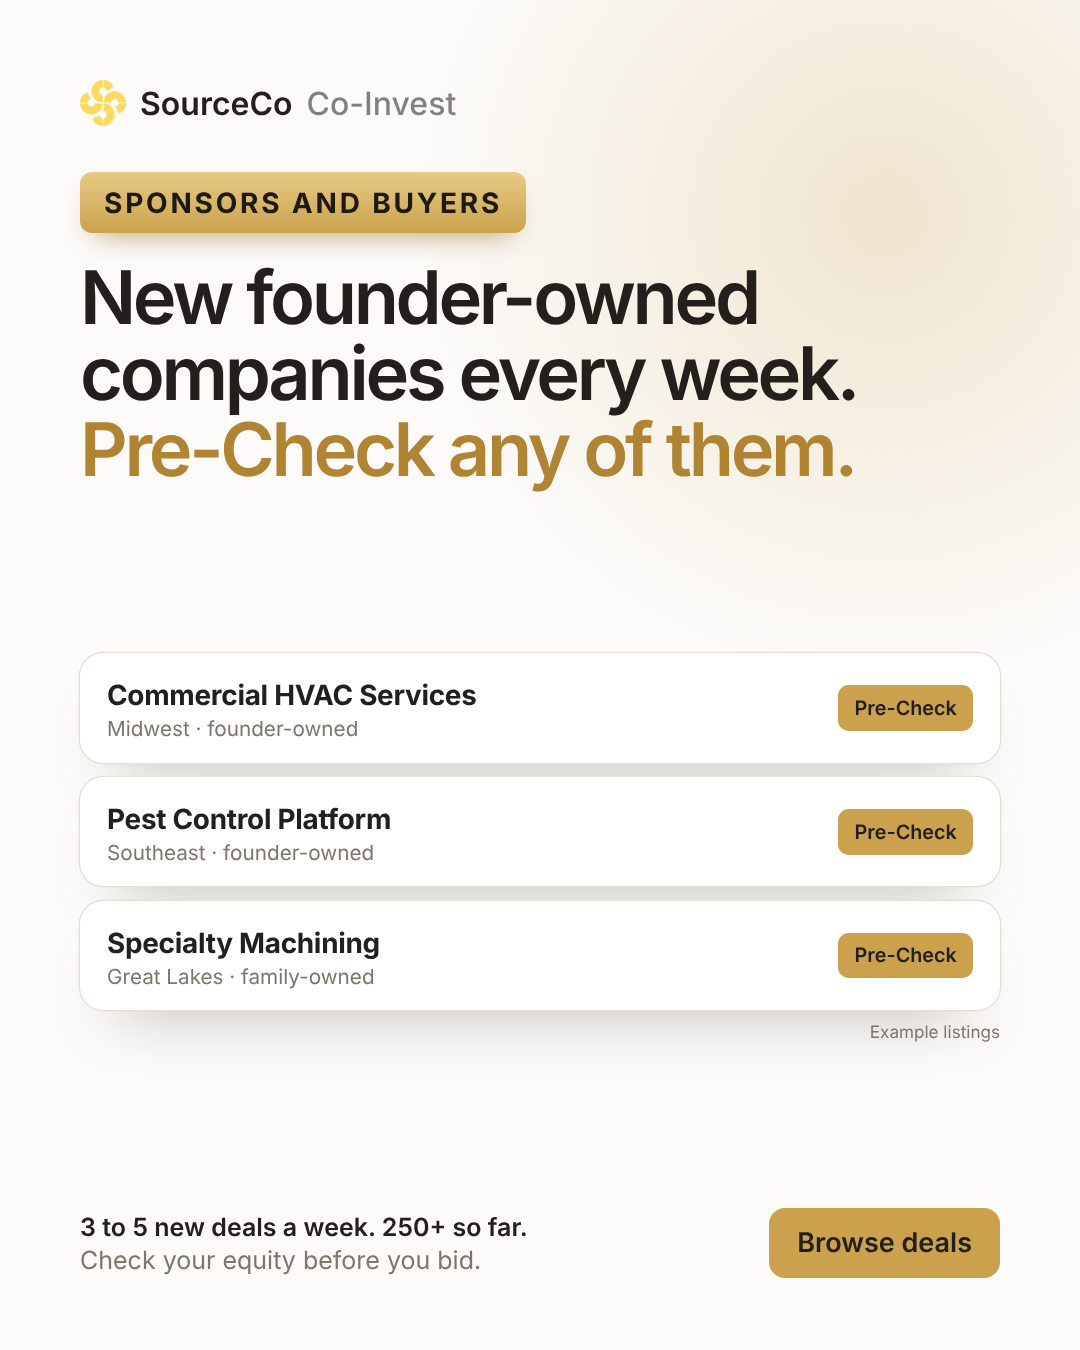 SourceCo Co-Invest
SPONSORS AND BUYERS
New founder-owned
companies every week.
Pre-Check any of them.
Commercial HVAC Services
Midwest · founder-owned
Pre-Check
Pest Control Platform
Southeast · founder-owned
Pre-Check
Specialty Machining
Great Lakes · family-owned
Pre-Check
Example listings
3 to 5 new deals a week. 250+ so far.
Check your equity before you bid.
Browse deals